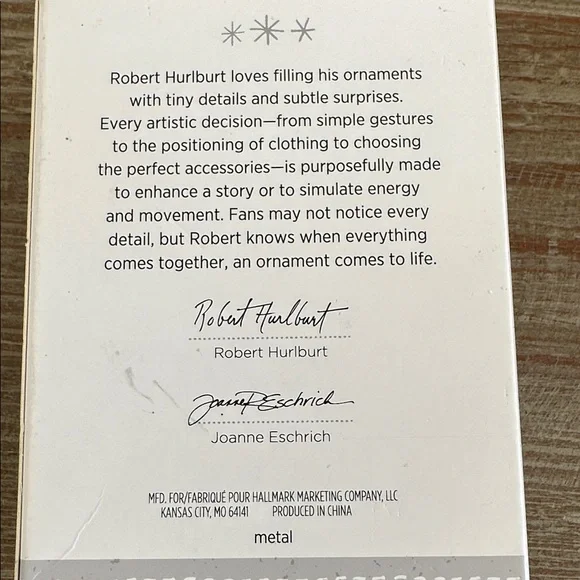 Robert Hurlburt loves filling his ornaments
with tiny details and subtle surprises.
Every artistic decision—from simple gestures
to the positioning of clothing to choosing
the perfect accessories—is purposefully made
to enhance a story or to simulate energy
and movement. Fans may not notice every
detail, but Robert knows when everything
comes together, an ornament comes to life.
Robert Hurlburt
Robert Hurlburt
Joanne Eschrich
Joanne Eschrich
MFD. FOR/FABRIQUÉ POUR HALLMARK MARKETING COMPANY, LLC
KANSAS CITY, MO 64141 PRODUCED IN CHINA
metal